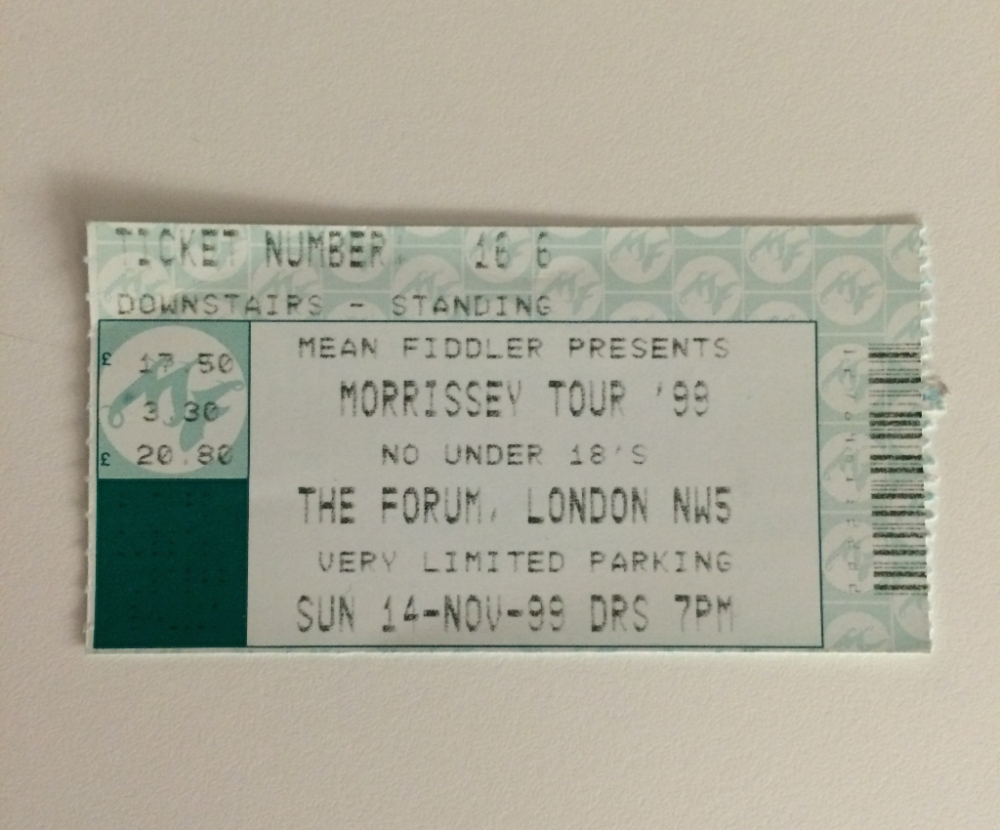 TICKET NUMBER 16 6
DOWNSTAIRS - STANDING
£ 17.50
3.30
£ 20.80
MEAN FIDDLER PRESENTS
MORRISSEY TOUR '99
NO UNDER 18'S
THE FORUM, LONDON NW5
VERY LIMITED PARKING
SUN 14-NOV-99 DRS 7PM